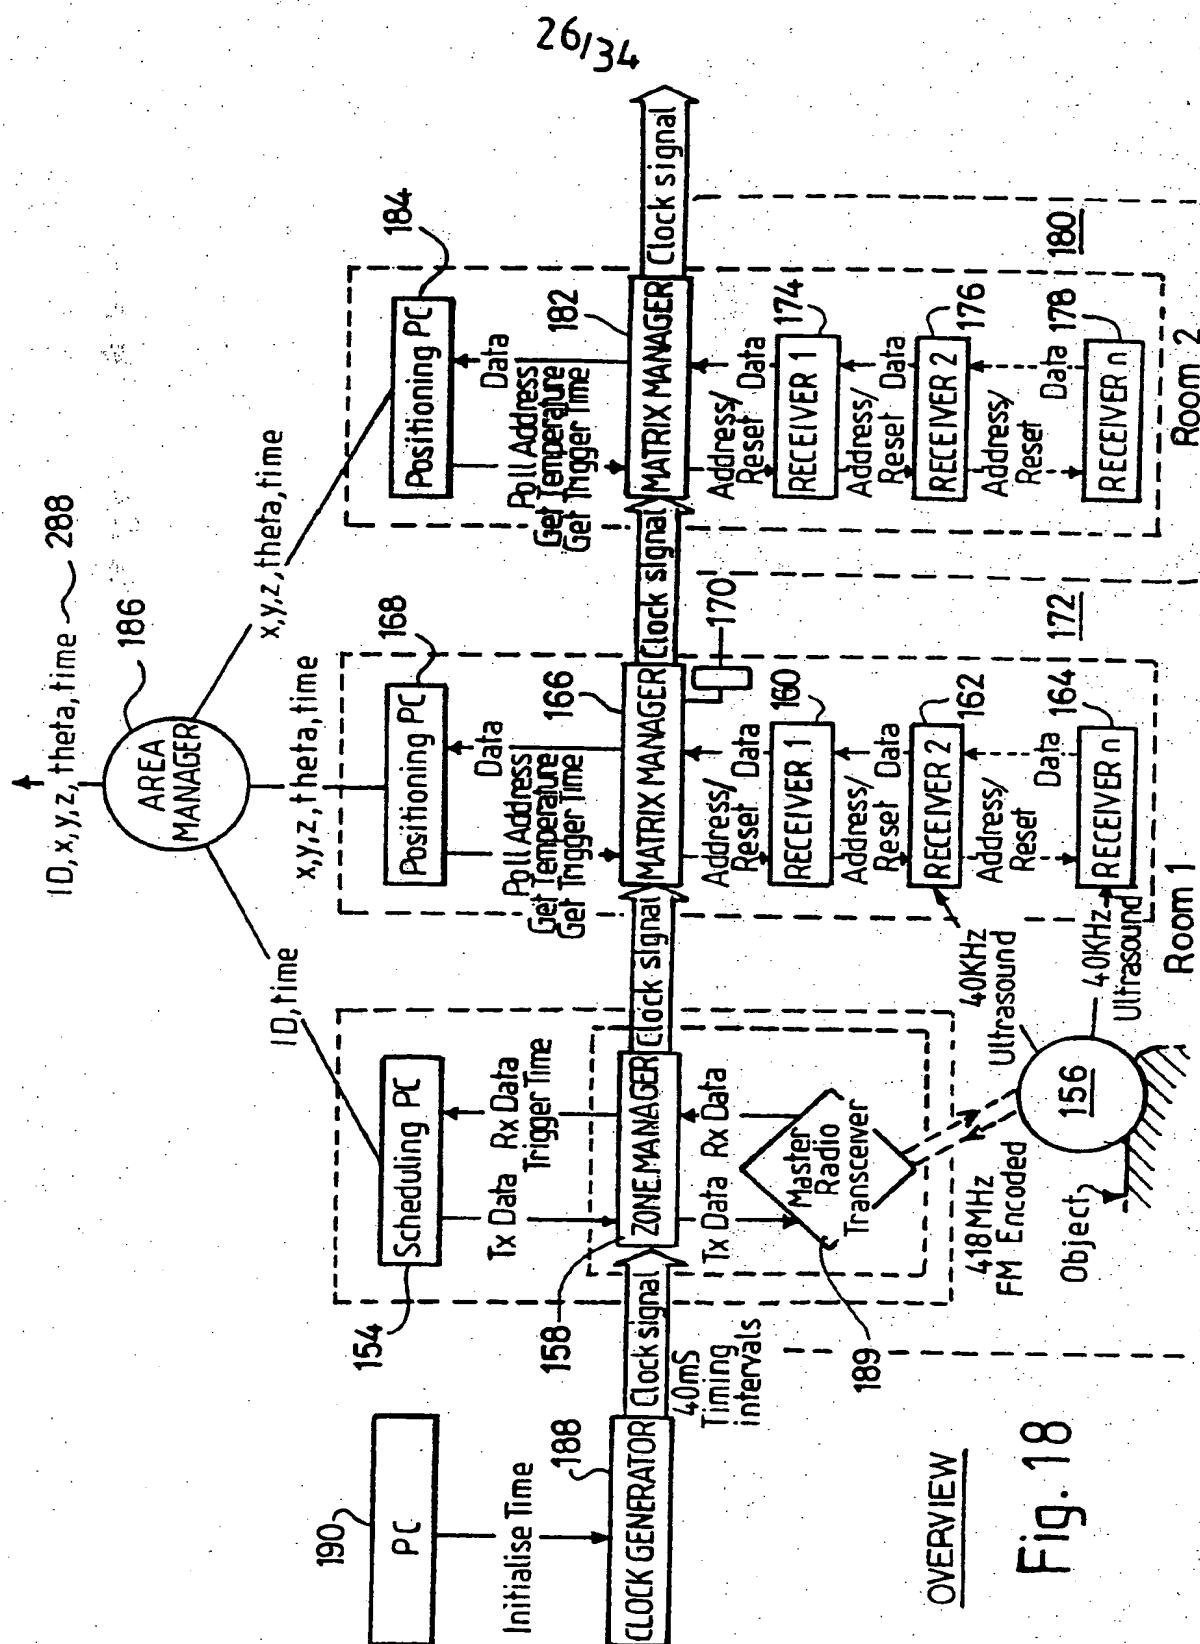 26/34
ID,x,y,z,theta,time
288
AREA
MANAGER
186
ID,time
x,y,z,theta,time
x,y,z,theta,time
190
PC
Initialise Time
CLOCK GENERATOR
188
Clock signal
40mS
Timing
intervals
154
Scheduling PC
Tx Data
Rx Data
Trigger Time
158
ZONE MANAGER
Tx Data
Rx Data
Master
Radio
Transceiver
189
418MHz
FM Encoded
Object
156
40KHz
Ultrasound
40KHz
Ultrasound
Clock signal
Positioning PC
168
Poll Address
Get Temperature
Get Trigger Time
Data
MATRIX MANAGER
166
170
Address/
Reset
Data
RECEIVER 1
160
Address/
Reset
Data
RECEIVER 2
162
Address/
Reset
Data
RECEIVER n
164
172
Room 1
Clock signal
Positioning PC
184
Poll Address
Get Temperature
Get Trigger Time
Data
MATRIX MANAGER
182
Address/
Reset
Data
RECEIVER 1
174
Address/
Reset
Data
RECEIVER 2
176
Address/
Reset
Data
RECEIVER n
178
180
Room 2
Clock signal
OVERVIEW
Fig. 18